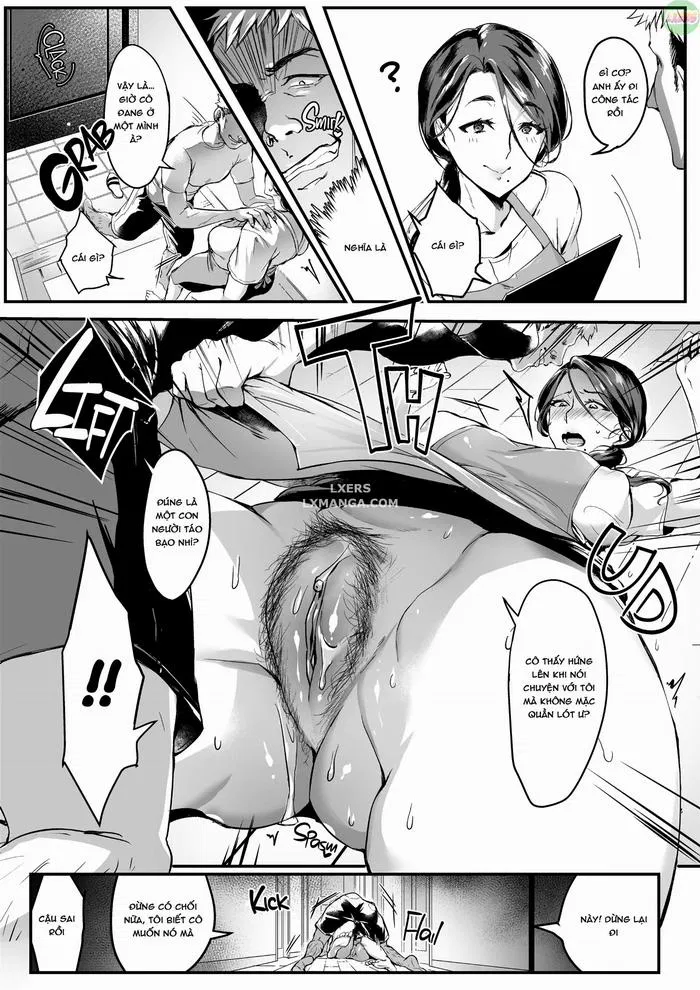 GÌ CƠ?
ANH ẤY ĐI
CÔNG TÁC
RỒI
?
CÁI GÌ?
Smirk
NGHĨA LÀ
CLACK
VẬY LÀ...
GIỜ CÔ
ĐANG Ở
MỘT MÌNH
À?
GRAB
CÁI GÌ?
THUD
LIFT
ĐÚNG LÀ
MỘT CON
NGƯỜI TÁO
BẠO NHỈ?
LXERS
LXMANGA.COM
!!
CÔ THẤY HỨNG
LÊN KHI NÓI
CHUYỆN VỚI TÔI
MÀ KHÔNG MẶC
QUẦN LÓT Ư?
Spasm
NÀY! DỪNG LẠI
ĐI
Flail
KICK
ĐỪNG CÓ CHỐI
NỮA, TÔI BIẾT CÔ
MUỐN NÓ MÀ
CẬU SAI
RỒI